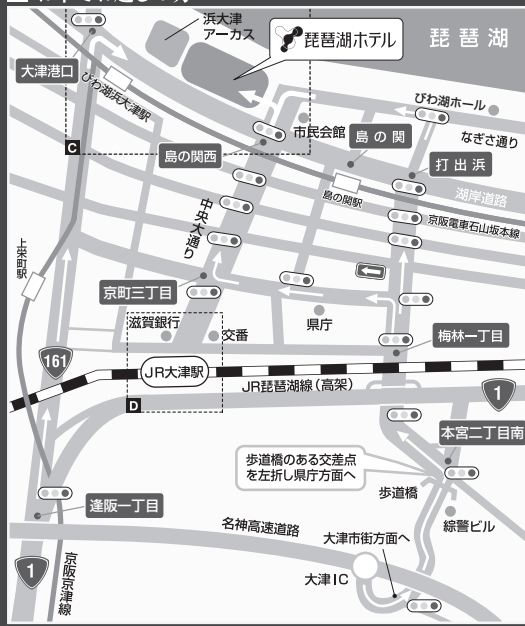 浜大津
アーカス
琵琶湖ホテル
琵琶湖
大津港口
びわ湖浜大津駅
びわ湖ホール
市民会館
島の関
なぎさ通り
C
島の関西
打出浜
島の関駅
湖岸道路
中央大通り
京阪電車石山坂本線
上栄町駅
京町三丁目
県庁
滋賀銀行
交番
梅林一丁目
161
JR大津駅
JR琵琶湖線(高架)
1
D
本宮二丁目南
歩道橋のある交差点
を左折し県庁方面へ
歩道橋
逢阪一丁目
綜警ビル
名神高速道路
大津市街方面へ
大津IC
1
京阪京津線